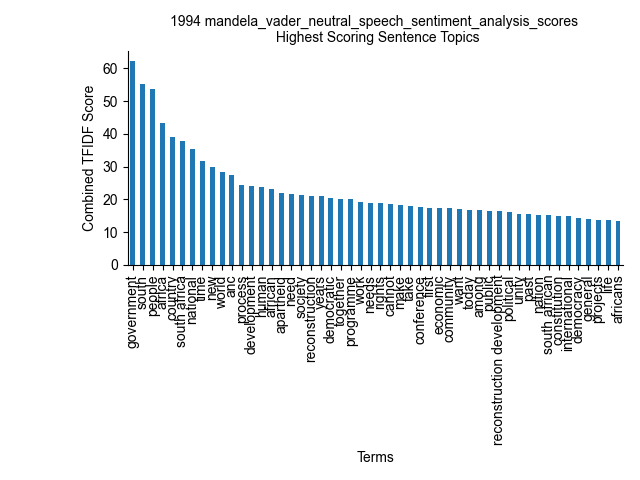 1994 mandela_vader_neutral_speech_sentiment_analysis_scores
Highest Scoring Sentence Topics
Combined TFIDF Score
60
50
40
30
20
10
0
government
south
people
africa
country
south africa
national
time
new
world
anc
process
development
human
african
apartheid
need
society
reconstruction
years
democratic
together
programme
work
needs
rights
cannot
make
take
conference
first
economic
community
want
today
among
public
reconstruction development
political
unity
past
nation
south african
constitution
international
democracy
general
projects
life
africans
Terms